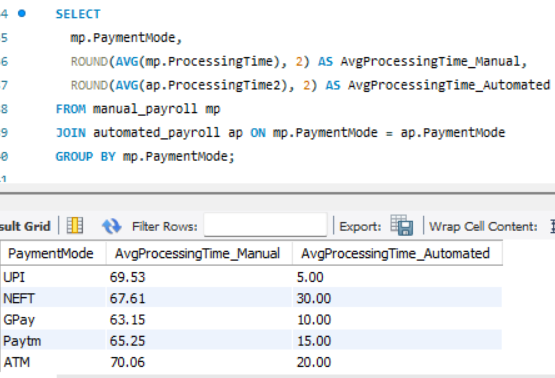 4 SELECT
5 mp.PaymentMode,
6 ROUND(AVG(mp.ProcessingTime), 2) AS AvgProcessingTime_Manual,
7 ROUND(AVG(ap.ProcessingTime2), 2) AS AvgProcessingTime_Automated
8 FROM manual_payroll mp
9 JOIN automated_payroll ap ON mp.PaymentMode = ap.PaymentMode
0 GROUP BY mp.PaymentMode;
1
sult Grid Filter Rows: Export: Wrap Cell Content:
PaymentMode AvgProcessingTime_Manual AvgProcessingTime_Automated
UPI 69.53 5.00
NEFT 67.61 30.00
GPay 63.15 10.00
Paytm 65.25 15.00
ATM 70.06 20.00